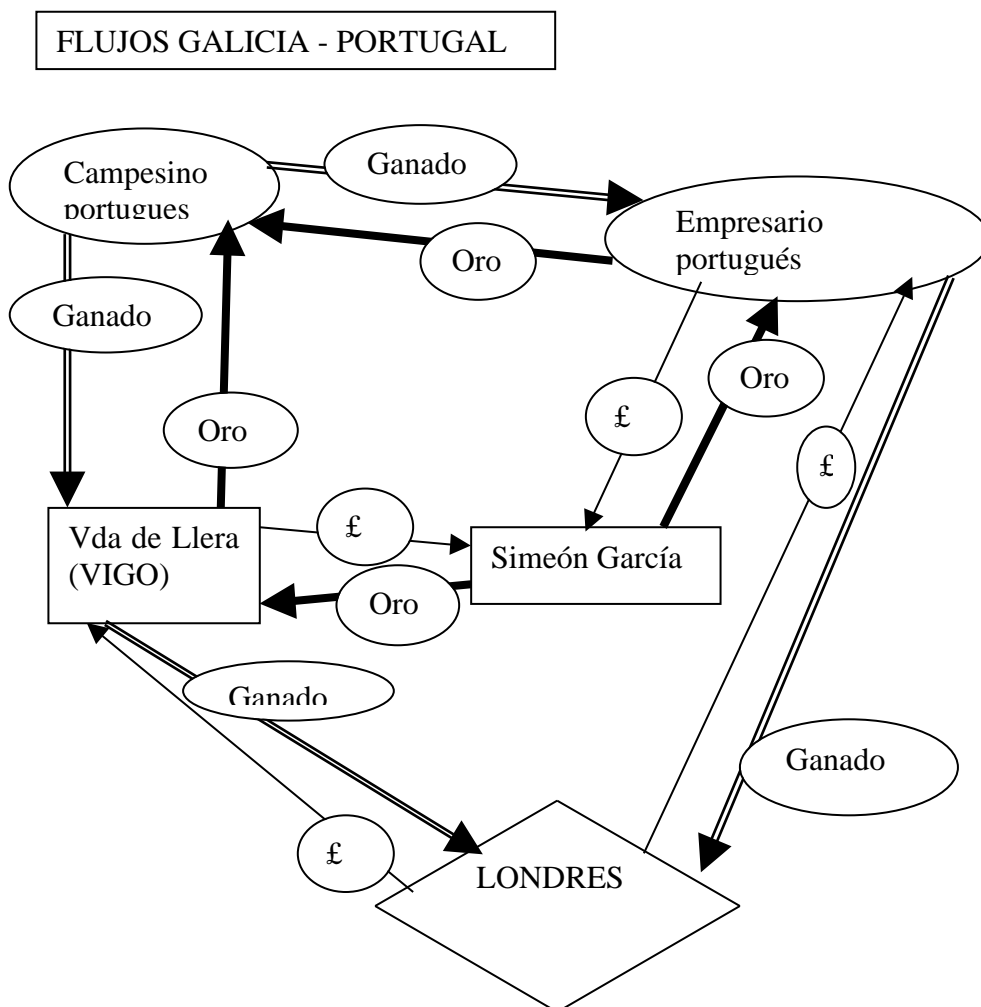 FLUJOS GALICIA - PORTUGAL
Campesino
portugues
Ganado
Empresario
portugués
Oro
Ganado
Oro
£
Oro
£
Vda de Llera
(VIGO)
£
Simeón García
Oro
Ganado
Ganado
£
LONDRES